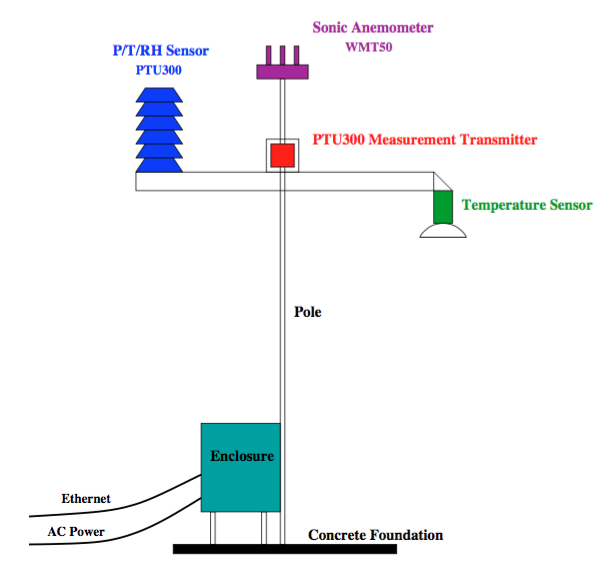 Sonic Anemometer
WMT50
P/T/RH Sensor
PTU300
PTU300 Measurement Transmitter
Temperature Sensor
Pole
Enclosure
Ethernet
AC Power
Concrete Foundation